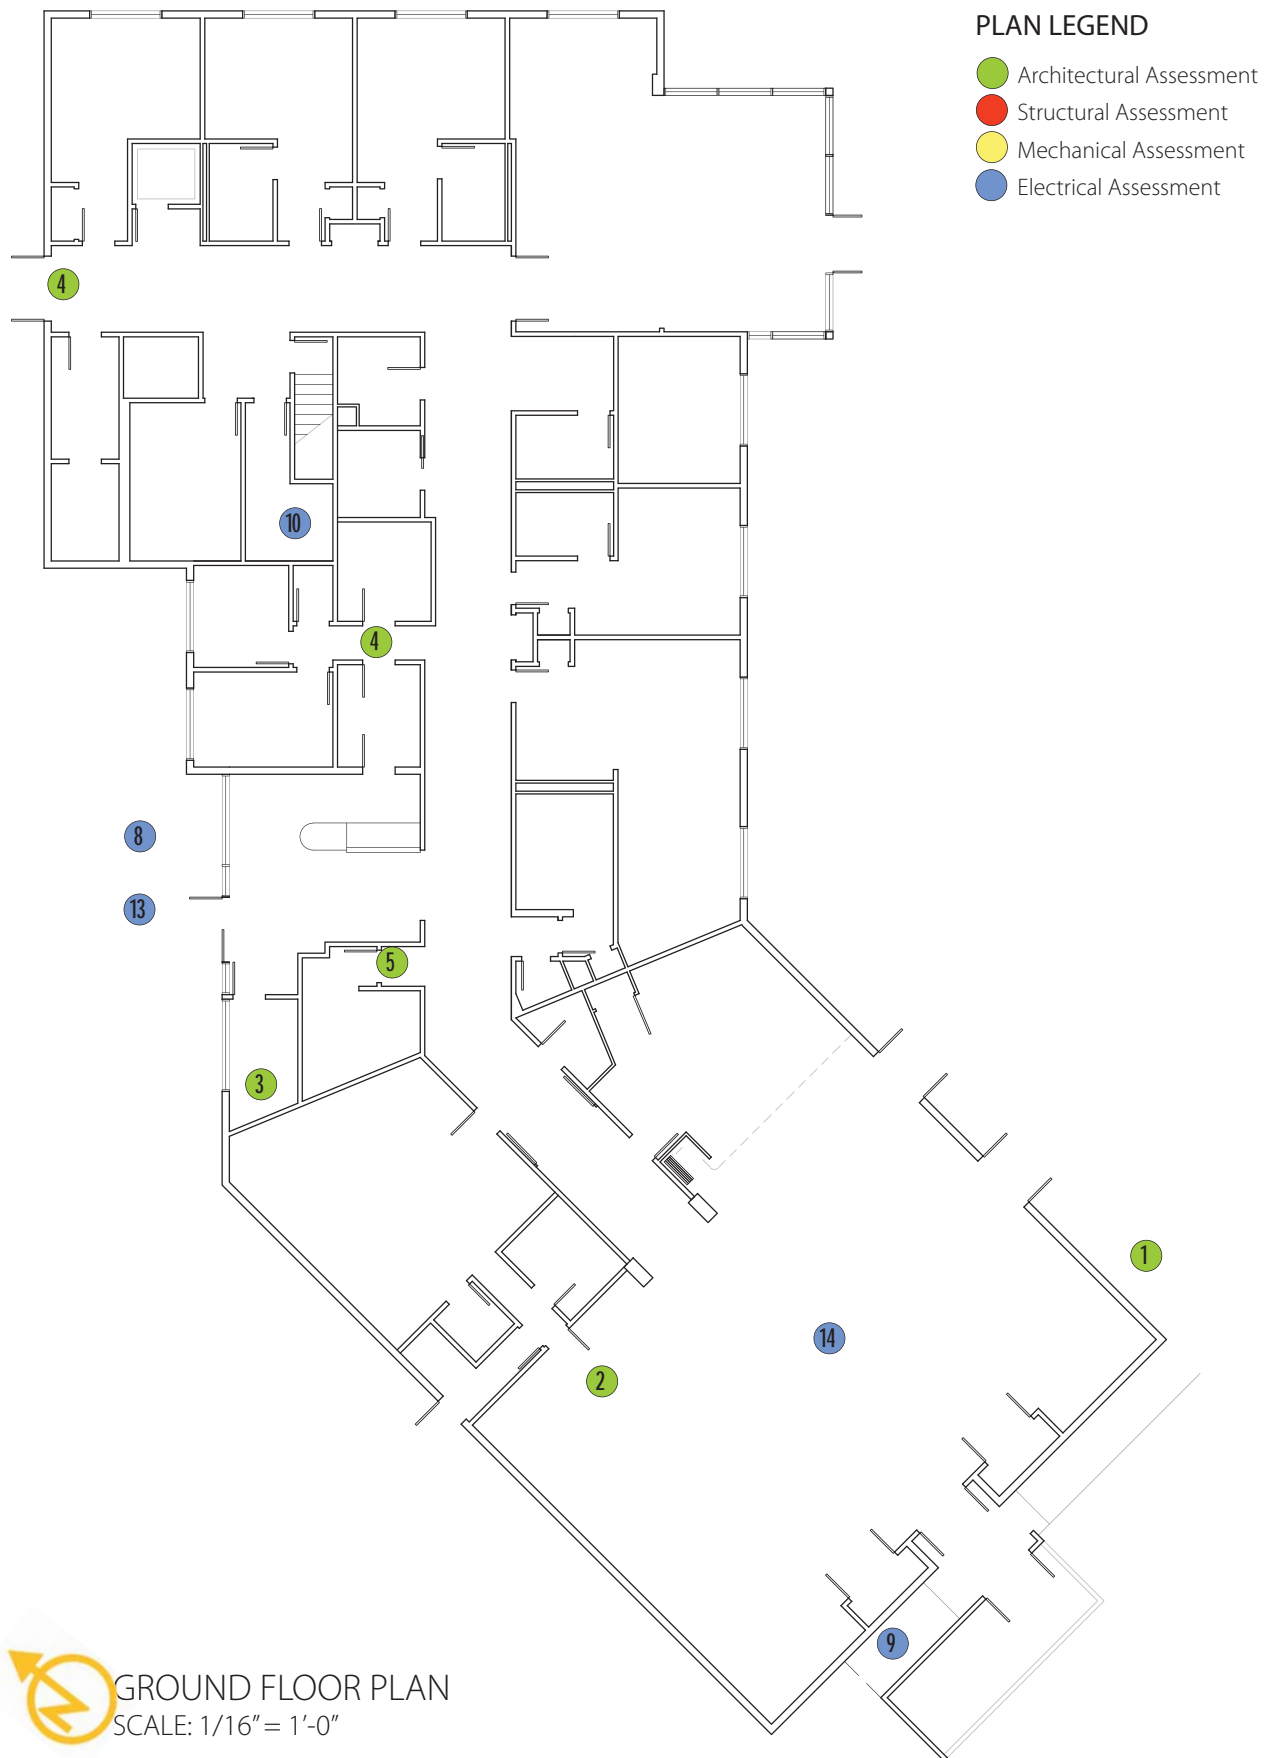 PLAN LEGEND
Architectural Assessment
Structural Assessment
Mechanical Assessment
Electrical Assessment
4
10
4
8
13
5
3
1
14
2
9
N
GROUND FLOOR PLAN
SCALE: 1/16” = 1’-0”